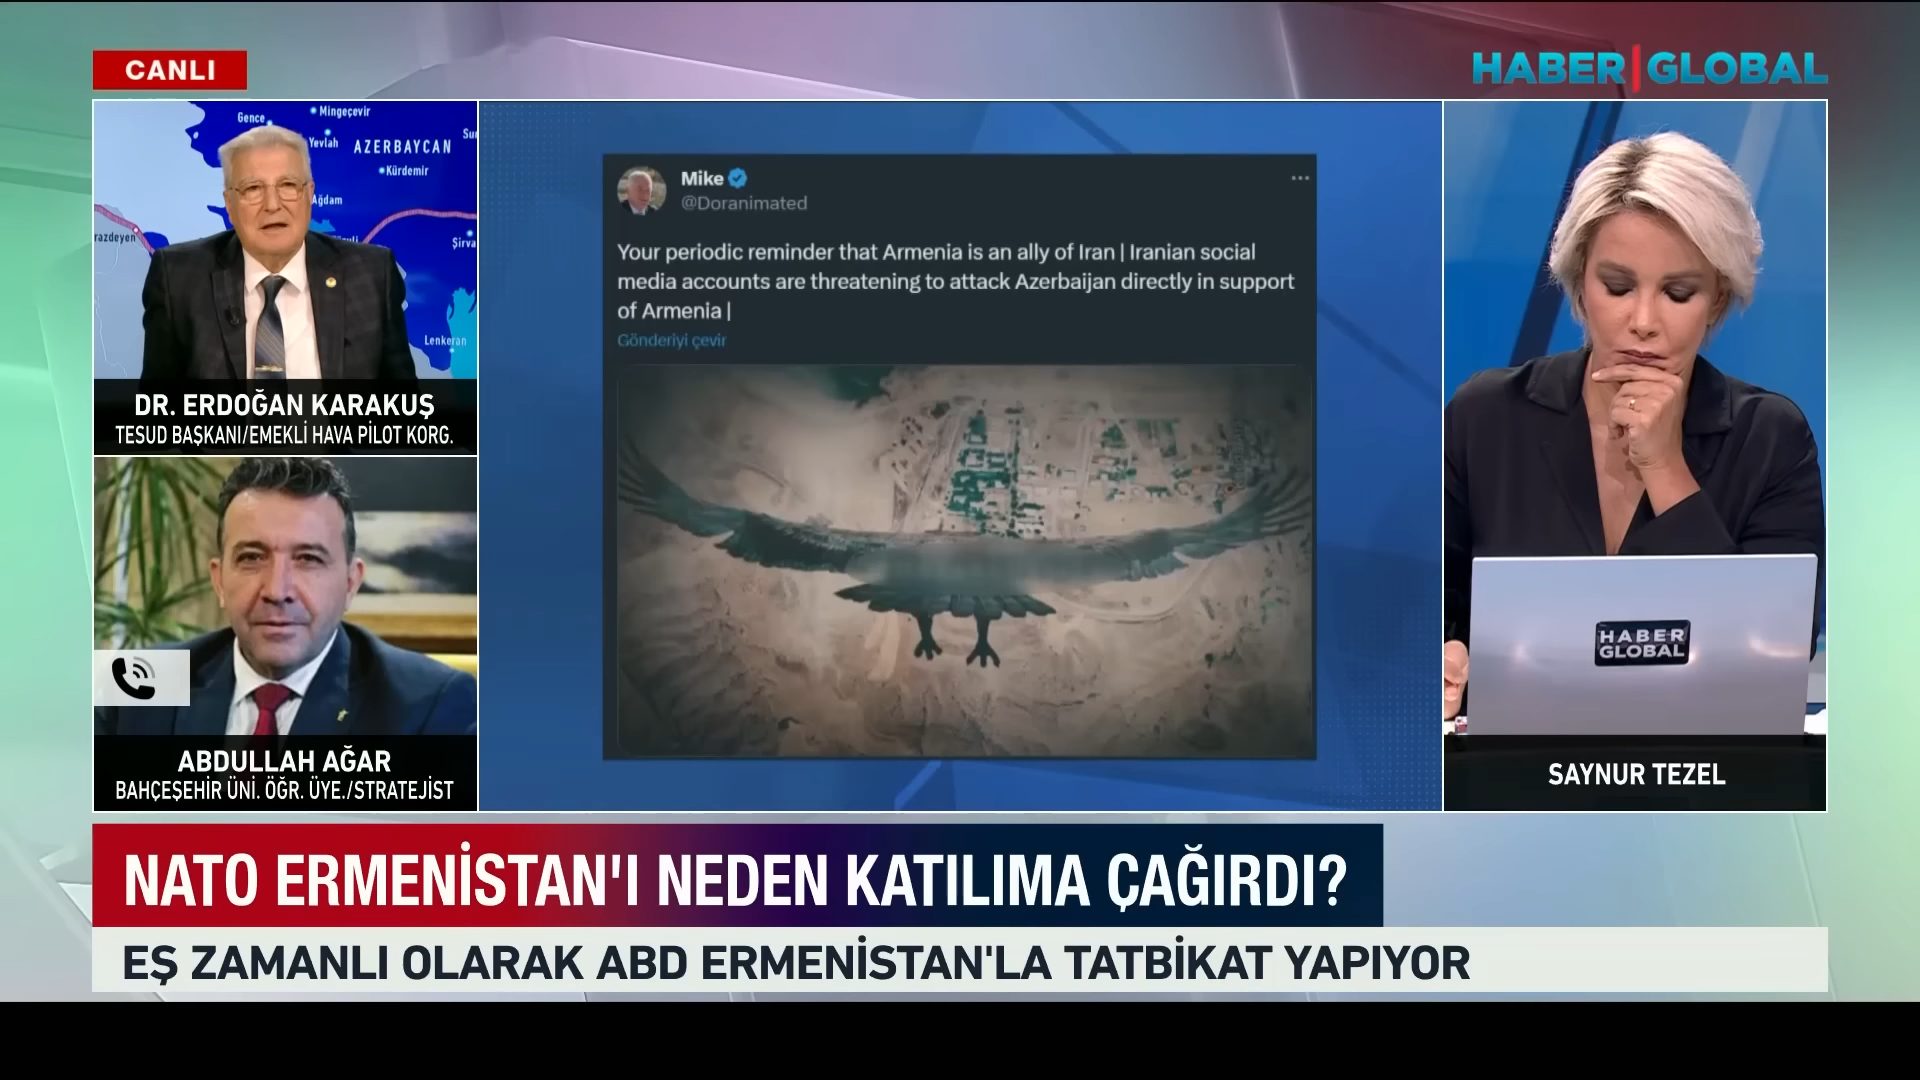 CANLI
HABER GLOBAL
Gence
Mingeçevir
Yevlah
AZERBAYCAN
Kürdemir
Ağdam
Lenkeran
DR. ERDOĞAN KARAKUŞ
TESUD BAŞKANI/EMEKLİ HAVA PİLOT KORG.
ABDULLAH AĞAR
BAHÇEŞEHİR ÜNİ. ÖĞR. ÜYE./STRATEJİST
Mike
@Doranimated
Your periodic reminder that Armenia is an ally of Iran | Iranian social
media accounts are threatening to attack Azerbaijan directly in support
of Armenia |
Gönderiyi çevir
HABER
GLOBAL
SAYNUR TEZEL
NATO ERMENİSTAN'I NEDEN KATILIMA ÇAĞIRDI?
EŞ ZAMANLI OLARAK ABD ERMENİSTAN'LA TATBİKAT YAPIYOR